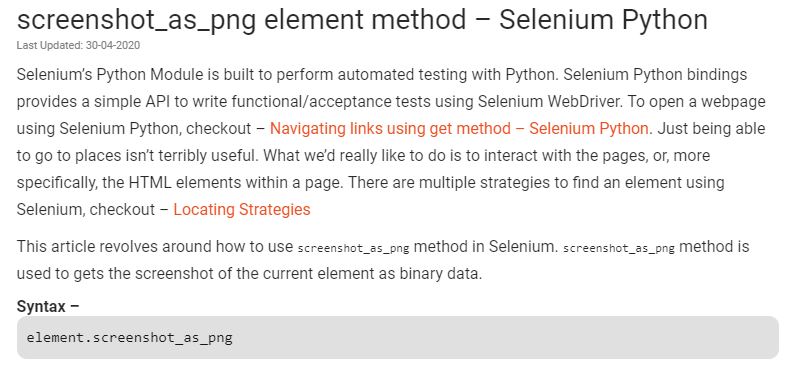 screenshot_as_png element method – Selenium Python
Last Updated: 30-04-2020
Selenium’s Python Module is built to perform automated testing with Python. Selenium Python bindings
provides a simple API to write functional/acceptance tests using Selenium WebDriver. To open a webpage
using Selenium Python, checkout – Navigating links using get method – Selenium Python. Just being able
to go to places isn’t terribly useful. What we’d really like to do is to interact with the pages, or, more
specifically, the HTML elements within a page. There are multiple strategies to find an element using
Selenium, checkout – Locating Strategies
This article revolves around how to use screenshot_as_png method in Selenium. screenshot_as_png method is
used to gets the screenshot of the current element as binary data.
Syntax –
element.screenshot_as_png